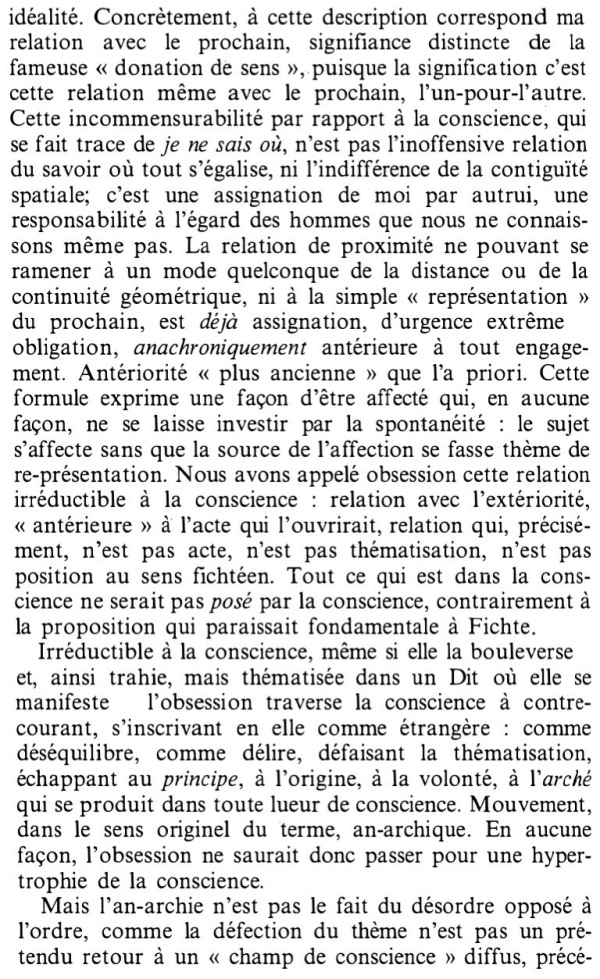 idéalité. Concrètement, à cette description correspond ma
relation avec le prochain, signifiance distincte de la
fameuse « donation de sens », puisque la signification c'est
cette relation même avec le prochain, l'un-pour-l'autre.
Cette incommensurabilité par rapport à la conscience, qui
se fait trace de je ne sais où, n'est pas l'inoffensive relation
du savoir où tout s'égalise, ni l'indifférence de la contiguïté
spatiale; c'est une assignation de moi par autrui, une
responsabilité à l'égard des hommes que nous ne connais-
sons même pas. La relation de proximité ne pouvant se
ramener à un mode quelconque de la distance ou de la
continuité géométrique, ni à la simple « représentation »
du prochain, est déjà assignation, d'urgence extrême
obligation, anachroniquement antérieure à tout engage-
ment. Antériorité « plus ancienne » que l'a priori. Cette
formule exprime une façon d'être affecté qui, en aucune
façon, ne se laisse investir par la spontanéité : le sujet
s'affecte sans que la source de l'affection se fasse thème de
re-présentation. Nous avons appelé obsession cette relation
irréductible à la conscience : relation avec l'extériorité,
« antérieure » à l'acte qui l'ouvrirait, relation qui, précisé-
ment, n'est pas acte, n'est pas thématisation, n'est pas
position au sens fichtéen. Tout ce qui est dans la cons-
cience ne serait pas posé par la conscience, contrairement à
la proposition qui paraissait fondamentale à Fichte.
Irréductible à la conscience, même si elle la bouleverse
et, ainsi trahie, mais thématisée dans un Dit où elle se
manifeste l'obsession traverse la conscience à contre-
courant, s'inscrivant en elle comme étrangère : comme
déséquilibre, comme délire, défaisant la thématisation,
échappant au principe, à l'origine, à la volonté, à l'arché
qui se produit dans toute lueur de conscience. Mouvement,
dans le sens originel du terme, an-archique. En aucune
façon, l'obsession ne saurait donc passer pour une hyper-
trophie de la conscience.
Mais l'an-archie n'est pas le fait du désordre opposé à
l'ordre, comme la défection du thème n'est pas un pré-
tendu retour à un « champ de conscience » diffus, précé-